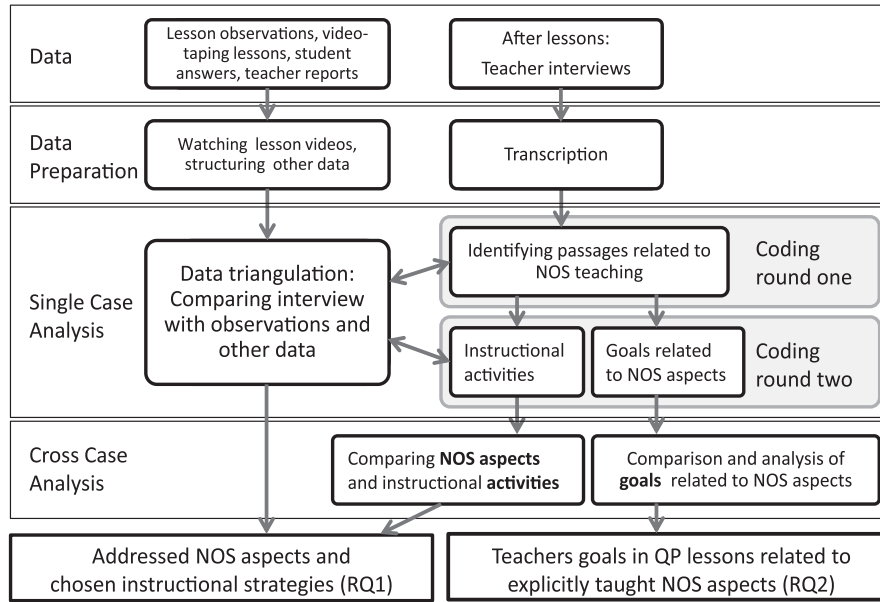 Data
Lesson observations, video-
taping lessons, student
answers, teacher reports
After lessons:
Teacher interviews
Data
Preparation
Watching lesson videos,
structuring other data
Transcription
Single Case
Analysis
Data triangulation:
Comparing interview
with observations and
other data
Identifying passages related to
NOS teaching
Coding
round one
Instructional
activities
Goals related
to NOS aspects
Coding
round two
Cross Case
Analysis
Comparing NOS aspects
and instructional activities
Comparison and analysis of
goals related to NOS aspects
Addressed NOS aspects and
chosen instructional strategies (RQ1)
Teachers goals in QP lessons related to
explicitly taught NOS aspects (RQ2)